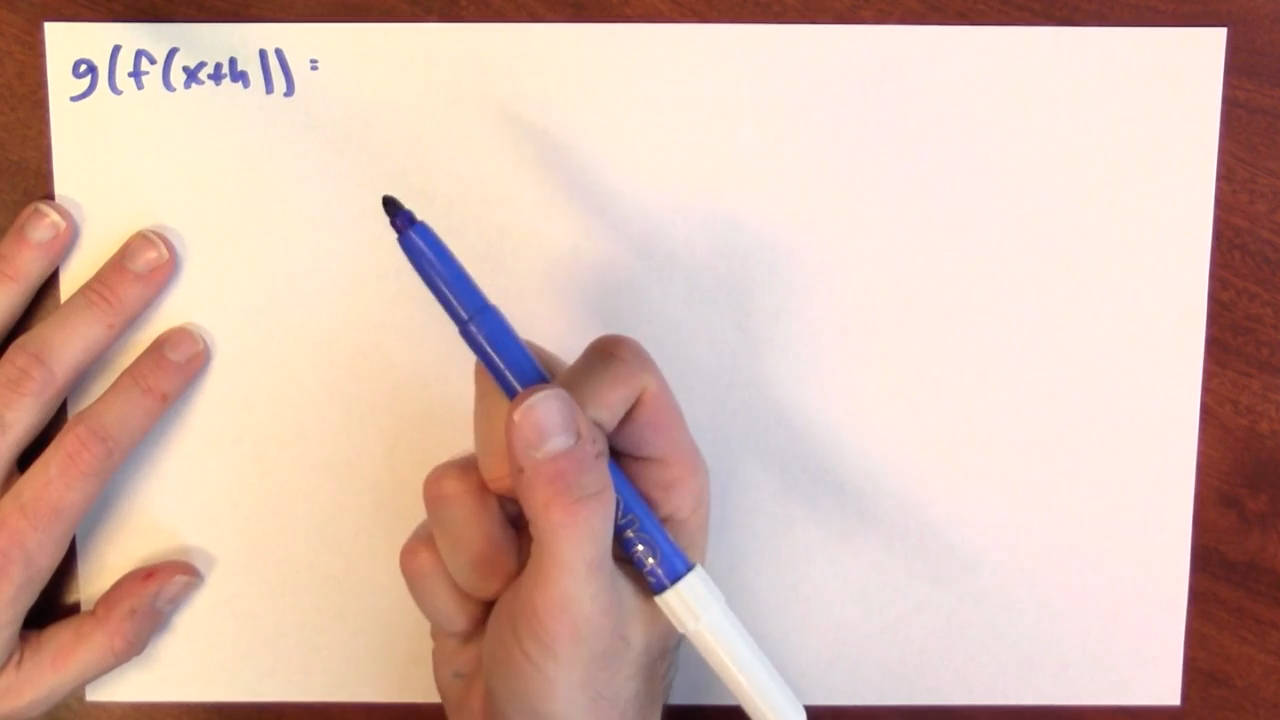 g(f(x+h)) =